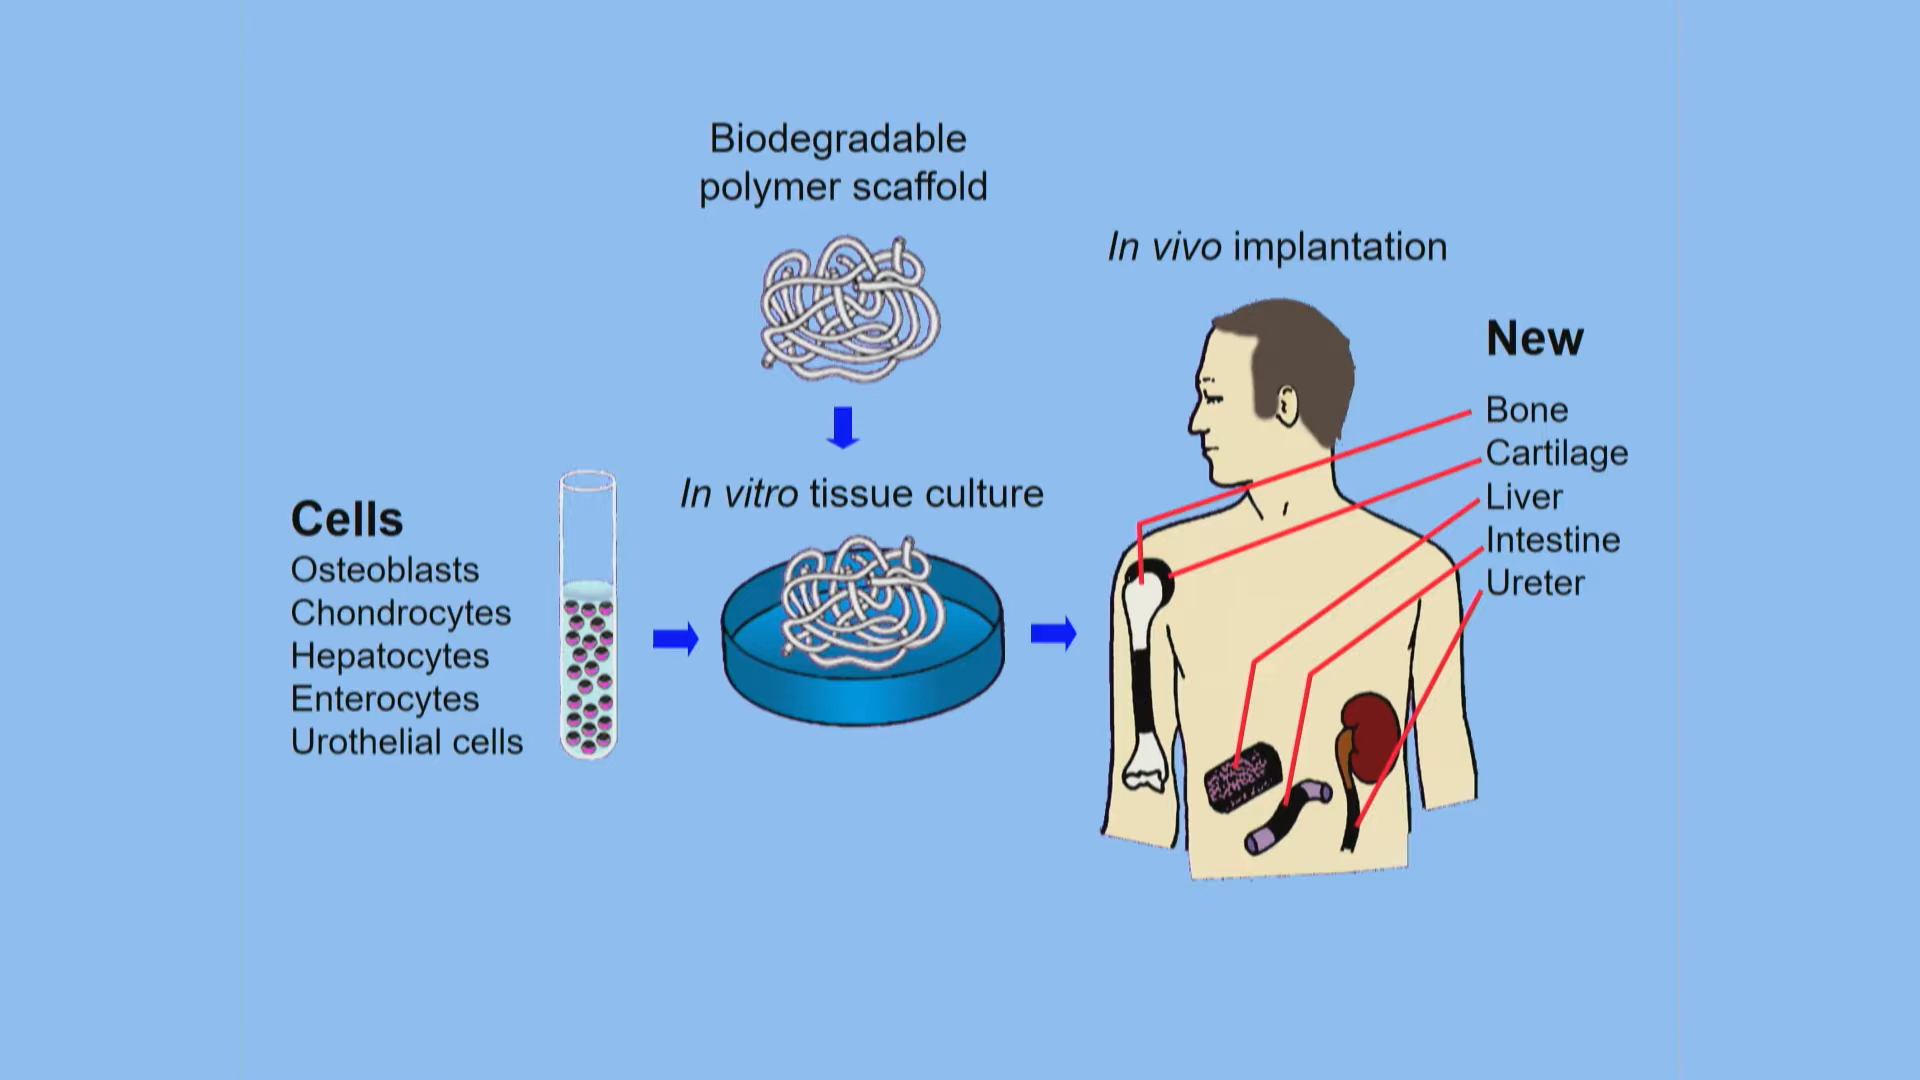 Biodegradable
polymer scaffold
In vivo implantation
New
Bone
Cartilage
Liver
Intestine
Ureter
In vitro tissue culture
Cells
Osteoblasts
Chondrocytes
Hepatocytes
Enterocytes
Urothelial cells